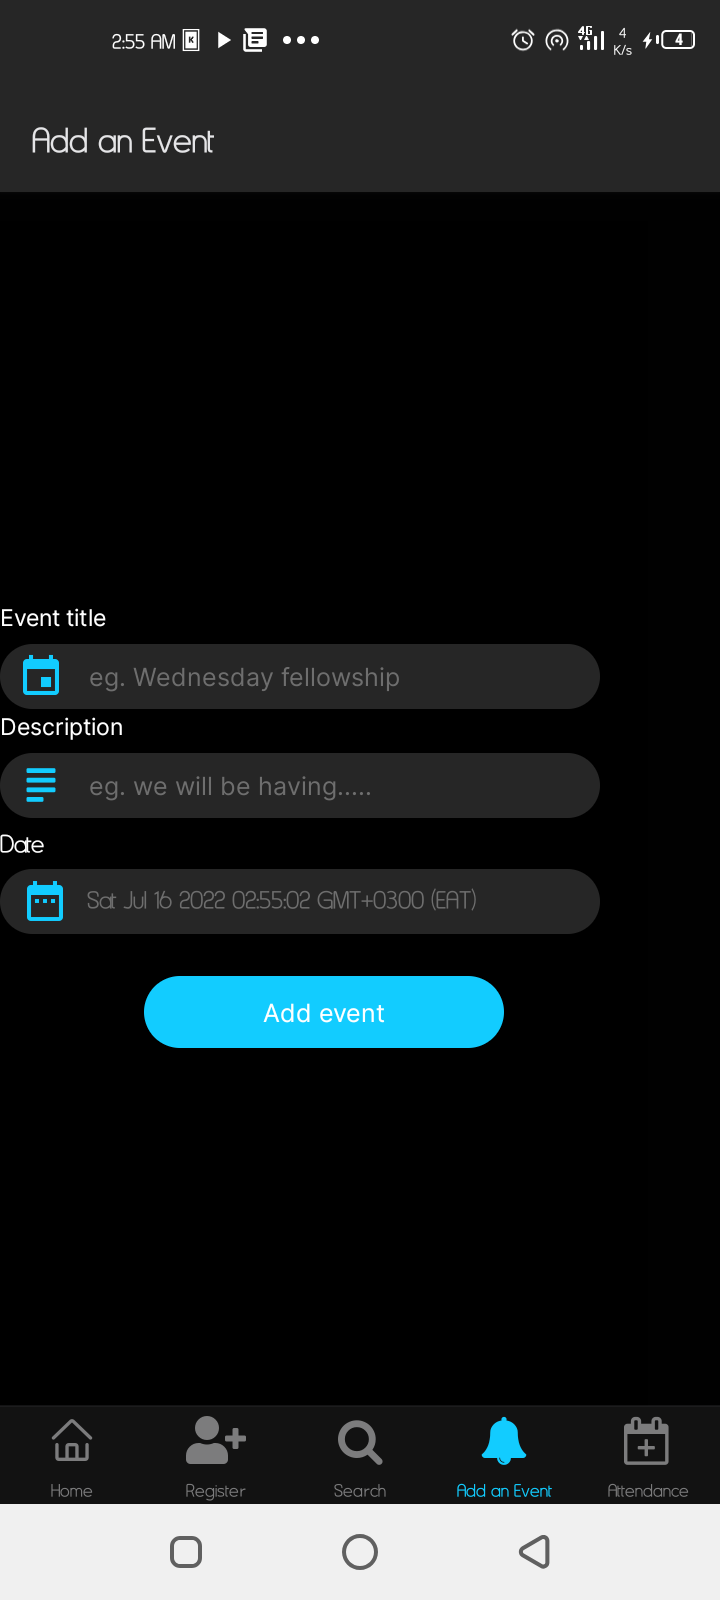 2:55 AM K 4G 4 K/s 4
Add an Event
Event title
eg. Wednesday fellowship
Description
eg. we will be having.....
Date
Sat Jul 16 2022 02:55:02 GMT+0300 (EAT)
Add event
Home Register Search Add an Event Attendance